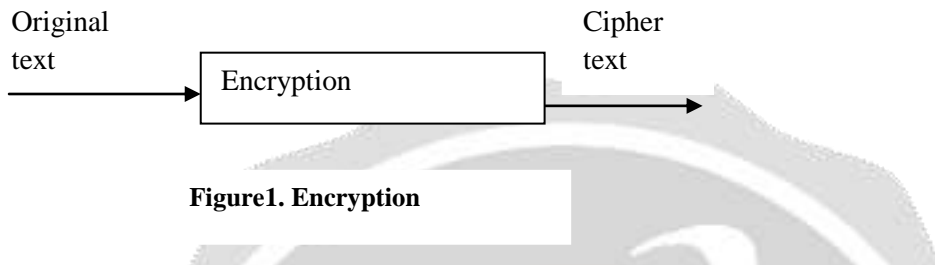 Original
text
Encryption
Cipher
text
Figure1. Encryption